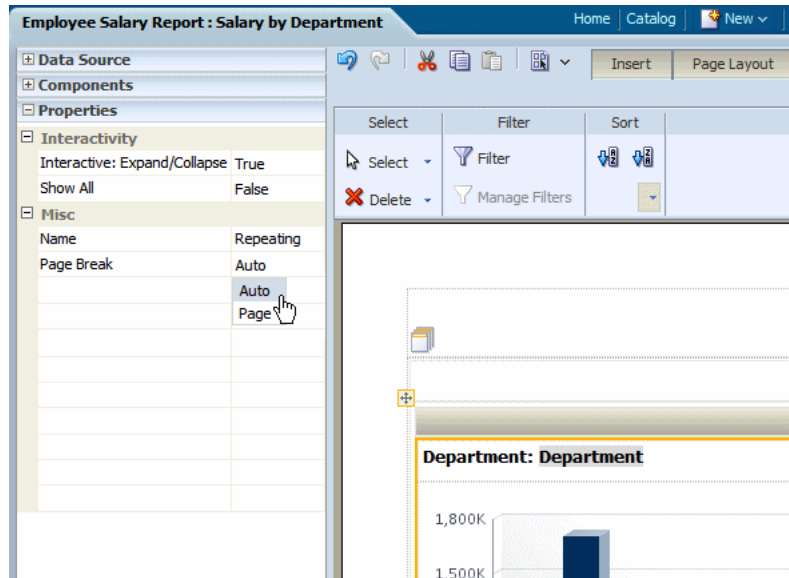 Employee Salary Report : Salary by Department
Home Catalog New
Data Source
Components
Properties
Interactivity
Interactive: Expand/Collapse True
Show All False
Misc
Name Repeating
Page Break Auto
Auto
Page
Insert Page Layout
Select Filter Sort
Select Filter
Delete Manage Filters
Department: Department
1,800K
1,500K